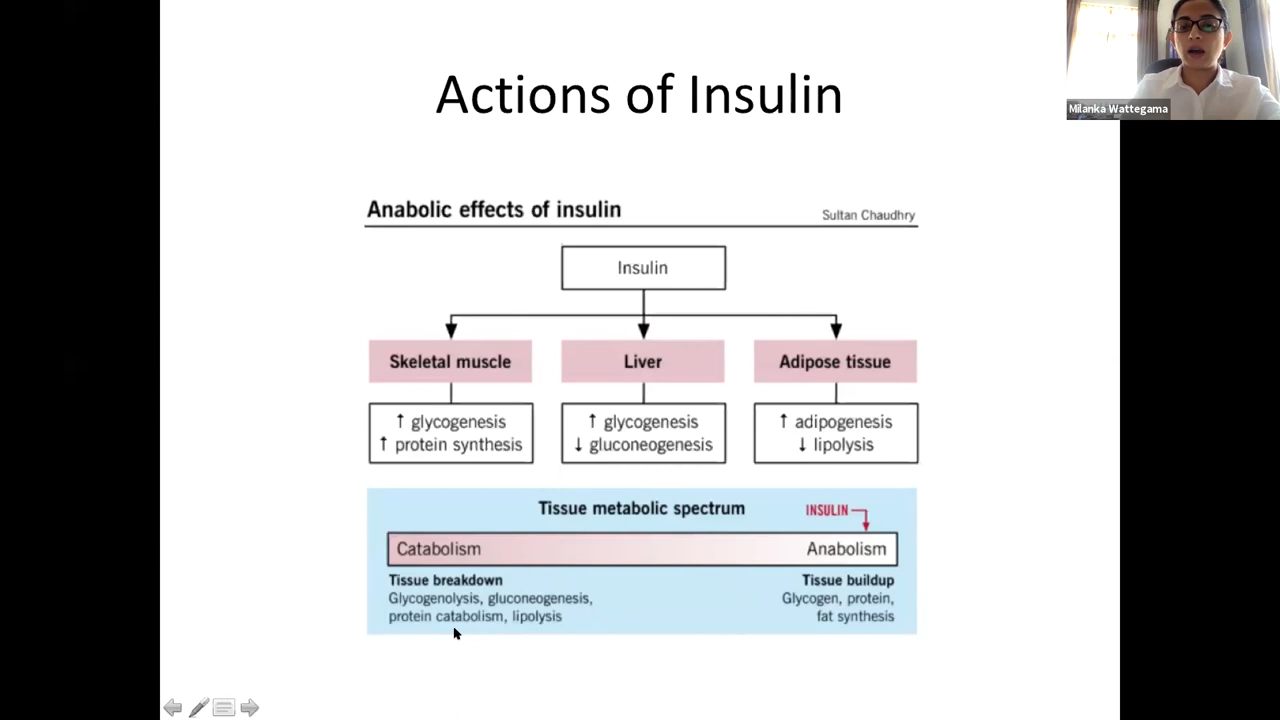 Actions of Insulin
Milanka Wattegama
Anabolic effects of insulin
Sultan Chaudhry
Insulin
Skeletal muscle
Liver
Adipose tissue
↑ glycogenesis
↑ protein synthesis
↑ glycogenesis
↓ gluconeogenesis
↑ adipogenesis
↓ lipolysis
Tissue metabolic spectrum
INSULIN
Catabolism
Anabolism
Tissue breakdown
Glycogenolysis, gluconeogenesis,
protein catabolism, lipolysis
Tissue buildup
Glycogen, protein,
fat synthesis